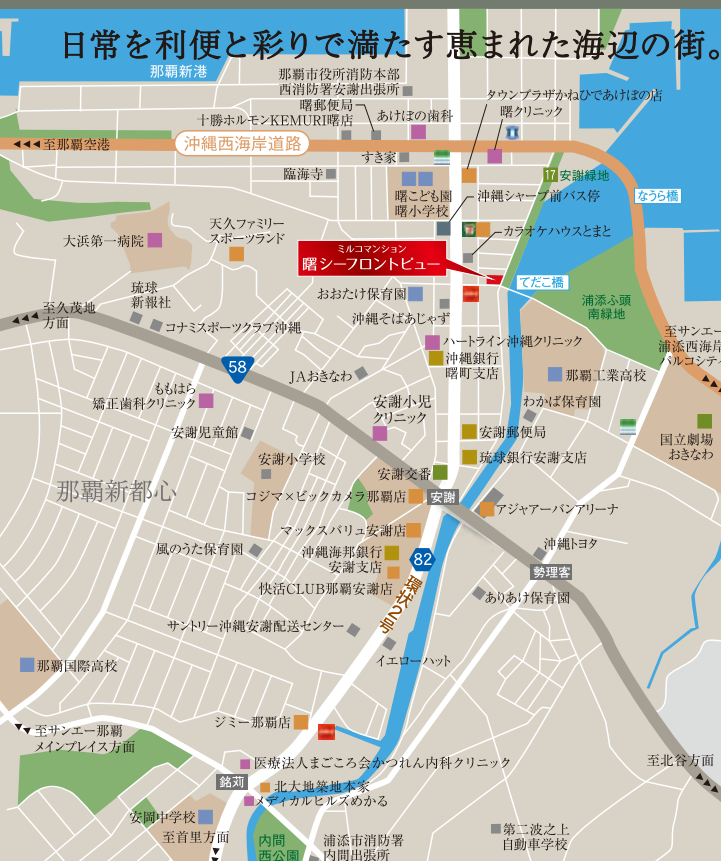 日常を利便と彩りで満たす恵まれた海辺の街。
那覇新港
那覇市役所消防本部
西消防署安謝出張所
曙郵便局
十勝ホルモンKEMURI曙店
あけぼの歯科
タウンプラザかねひであけぼの店
曙クリニック
至那覇空港
沖縄西海岸道路
すき家
臨海寺
17
安謝緑地
曙こども園
曙小学校
沖縄シャープ前バス停
なうら橋
大浜第一病院
天久ファミリー
スポーツランド
カラオケハウスとまと
ミルコマンション
曙シーフロントビュー
てだこ橋
琉球
新報社
おおたけ保育園
浦添ふ頭
南緑地
至久茂地
方面
コナミスポーツクラブ沖縄
沖縄そばあじゃず
至サンエー
浦添西海岸
パルコシティ
ハートライン沖縄クリニック
沖縄銀行
曙町支店
58
JAおきなわ
那覇工業高校
ももはら
矯正歯科クリニック
安謝小児
クリニック
わかば保育園
安謝児童館
安謝郵便局
国立劇場
おきなわ
安謝小学校
琉球銀行安謝支店
安謝交番
那覇新都心
コジマ×ビックカメラ那覇店
安謝
アジャアーバンアリーナ
マックスバリュ安謝店
風のうた保育園
沖縄海邦銀行
安謝支店
沖縄トヨタ
82
勢理客
快活CLUB那覇安謝店
環状2号
ありあけ保育園
サントリー沖縄安謝配送センター
イエローハット
那覇国際高校
ジミー那覇店
至サンエー那覇
メインプレイス方面
医療法人まごころ会かつれん内科クリニック
至北谷方面
銘苅
北大地築地本家
メディカルヒルズめかる
安岡中学校
至首里方面
内間
西公園
浦添市消防署
内間出張所
第二波之上
自動車学校